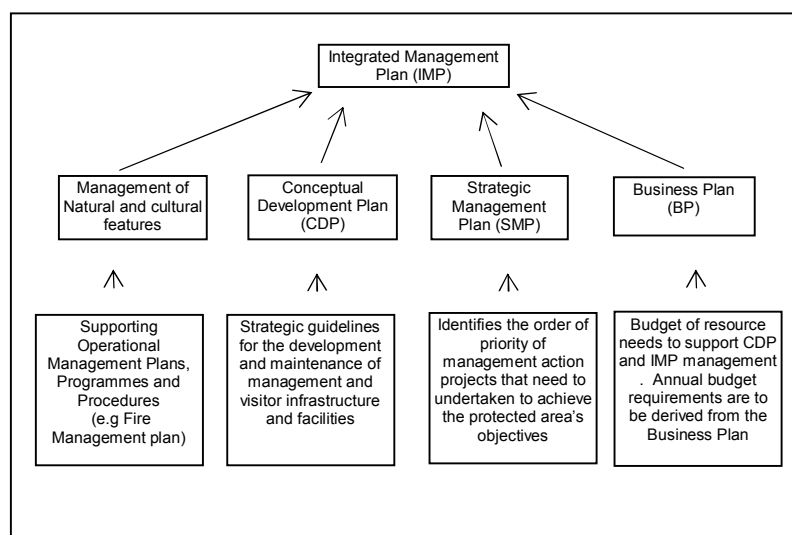 Integrated Management
Plan (IMP)
Management of
Natural and cultural
features
Conceptual
Development Plan
(CDP)
Strategic
Management
Plan (SMP)
Business Plan
(BP)
Supporting
Operational
Management Plans,
Programmes and
Procedures
(e.g Fire
Management plan)
Strategic guidelines
for the development
and maintenance of
management and
visitor infrastructure
and facilities
Identifies the order of
priority of
management action
projects that need to
undertaken to achieve
the protected area's
objectives
Budget of resource
needs to support CDP
and IMP management
. Annual budget
requirements are to
be derived from the
Business Plan